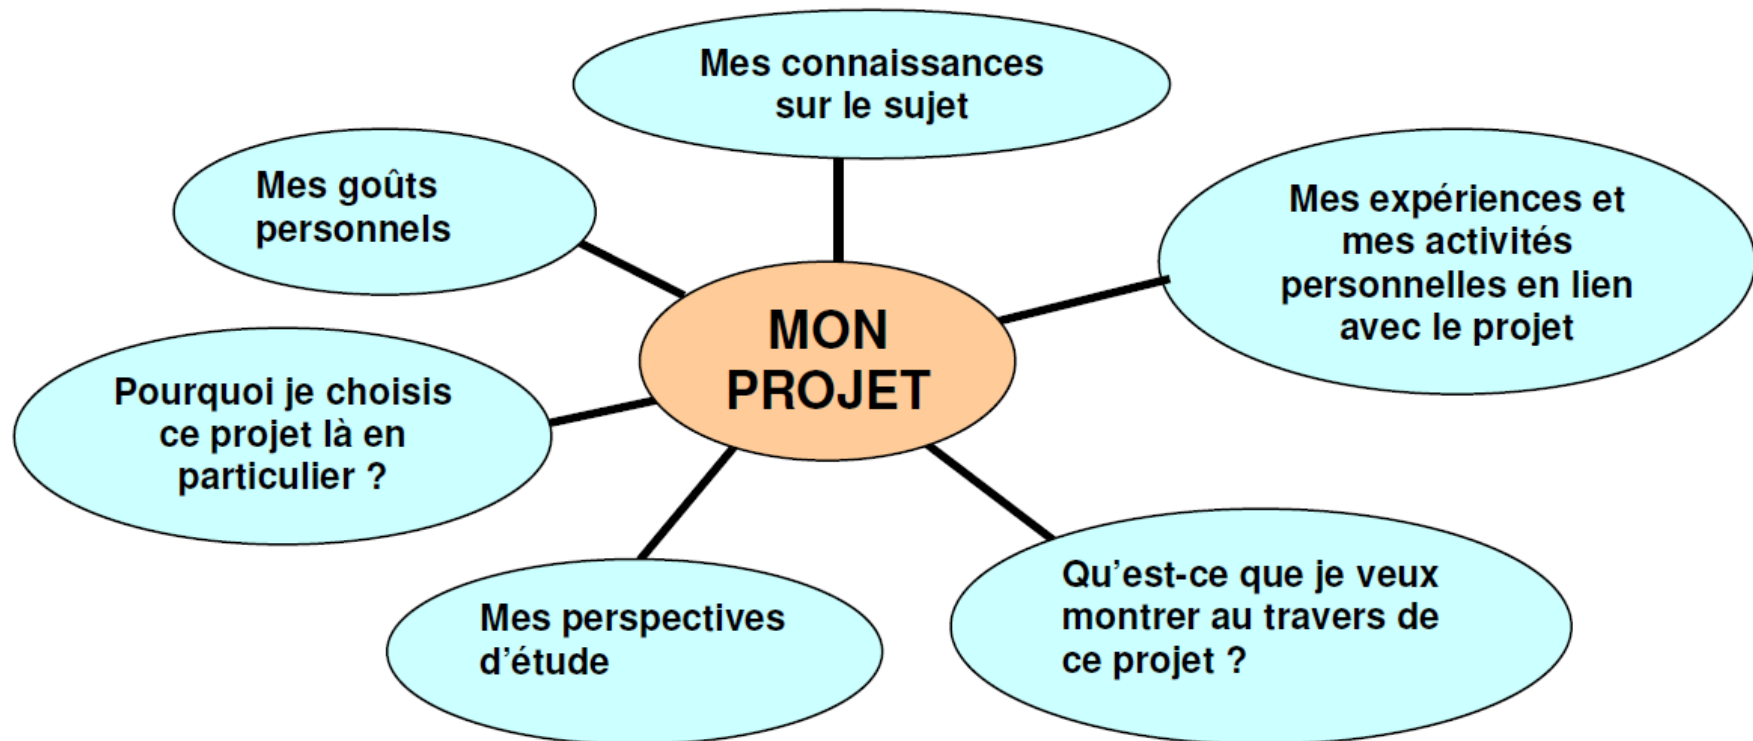 Mes connaissances
sur le sujet
Mes goûts
personnels
Mes expériences et
mes activités
personnelles en lien
avec le projet
MON
PROJET
Pourquoi je choisis
ce projet là en
particulier ?
Mes perspectives
d'étude
Qu'est-ce que je veux
montrer au travers de
ce projet ?